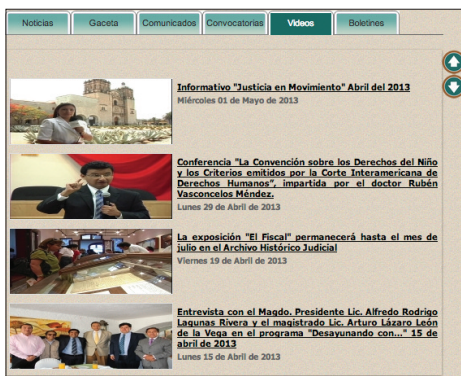 Noticias Gaceta Comunicados Convocatorias Videos Boletines
Informativo "Justicia en Movimiento" Abril del 2013
Miércoles 01 de Mayo de 2013
Conferencia "La Convención sobre los Derechos del Niño
y los Criterios emitidos por la Corte Interamericana de
Derechos Humanos", impartida por el doctor Rubén
Vasconcelos Méndez.
Lunes 29 de Abril de 2013
La exposición "El Fiscal" permanecerá hasta el mes de
julio en el Archivo Histórico Judicial
Viernes 19 de Abril de 2013
Entrevista con el Magdo. Presidente Lic. Alfredo Rodrigo
Lagunas Rivera y el magistrado Lic. Arturo Lázaro León
de la Vega en el programa "Desayunando con..." 15 de
abril de 2013
Lunes 15 de Abril de 2013